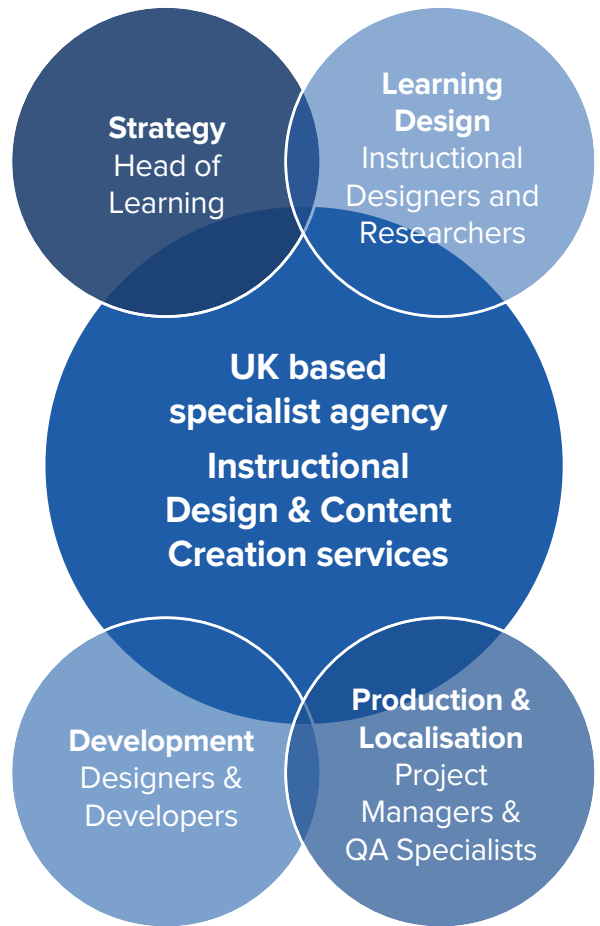 Strategy
Head of
Learning
Learning
Design
Instructional
Designers and
Researchers
UK based
specialist agency
Instructional
Design & Content
Creation services
Development
Designers &
Developers
Production &
Localisation
Project
Managers &
QA Specialists